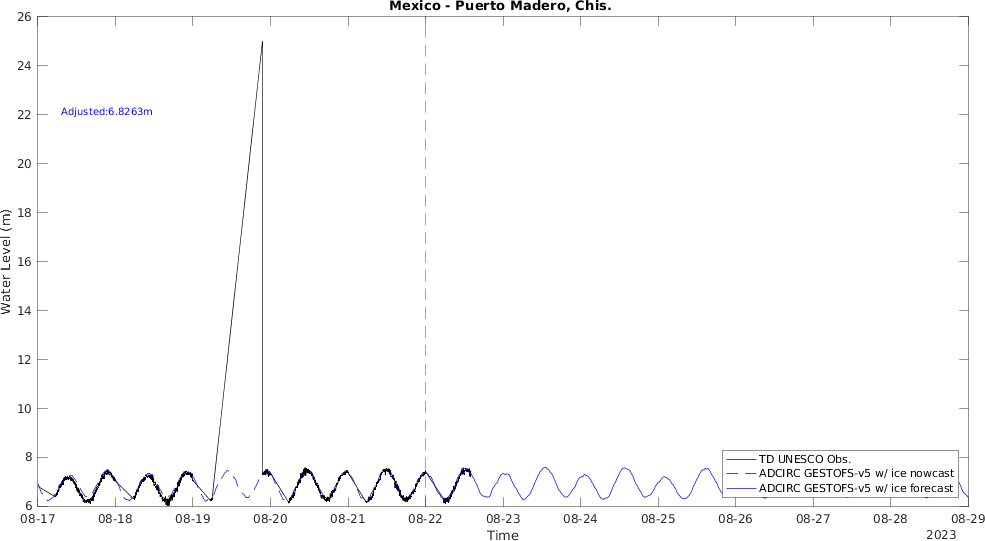 Mexico - Puerto Madero, Chis.
26
24
22
20
18
16
14
12
10
8
6
Water Level (m)
Adjusted:6.8263m
TD UNESCO Obs.
ADCIRC GESTOFS-v5 w/ ice nowcast
ADCIRC GESTOFS-v5 w/ ice forecast
08-17 08-18 08-19 08-20 08-21 08-22 08-23 08-24 08-25 08-26 08-27 08-28 08-29
Time
2023